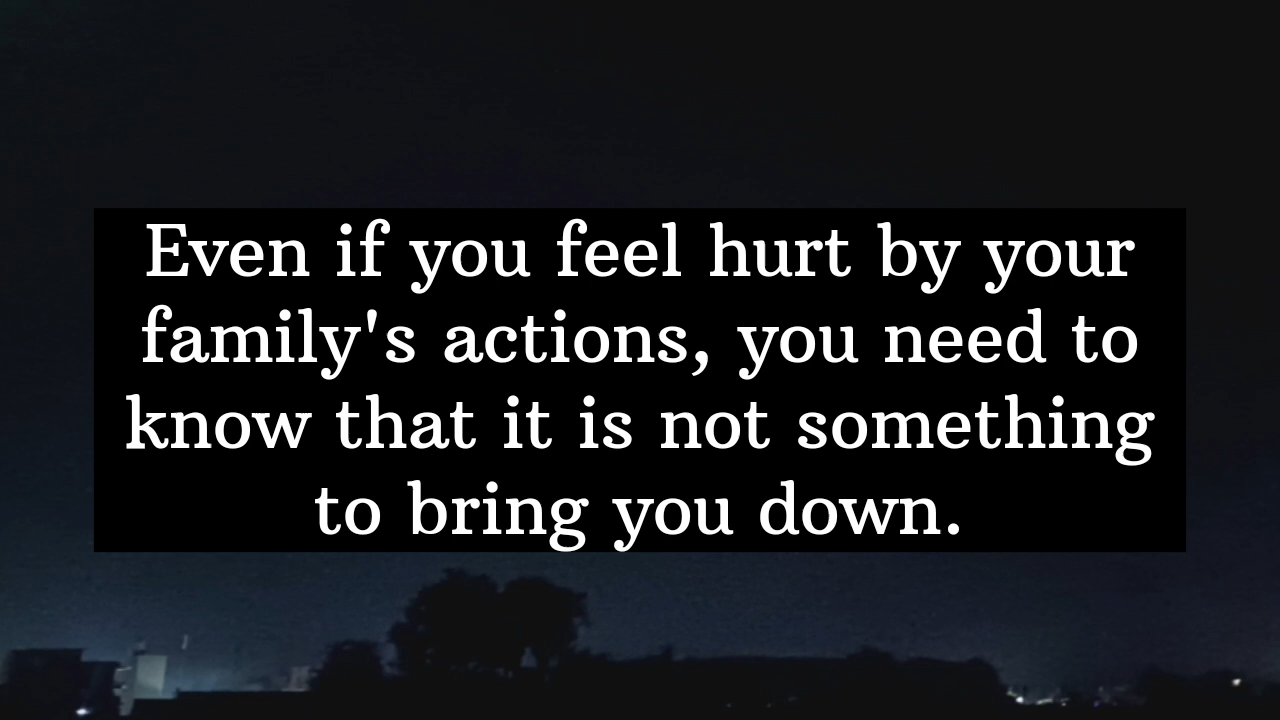 Even if you feel hurt by your
family's actions, you need to
know that it is not something
to bring you down.